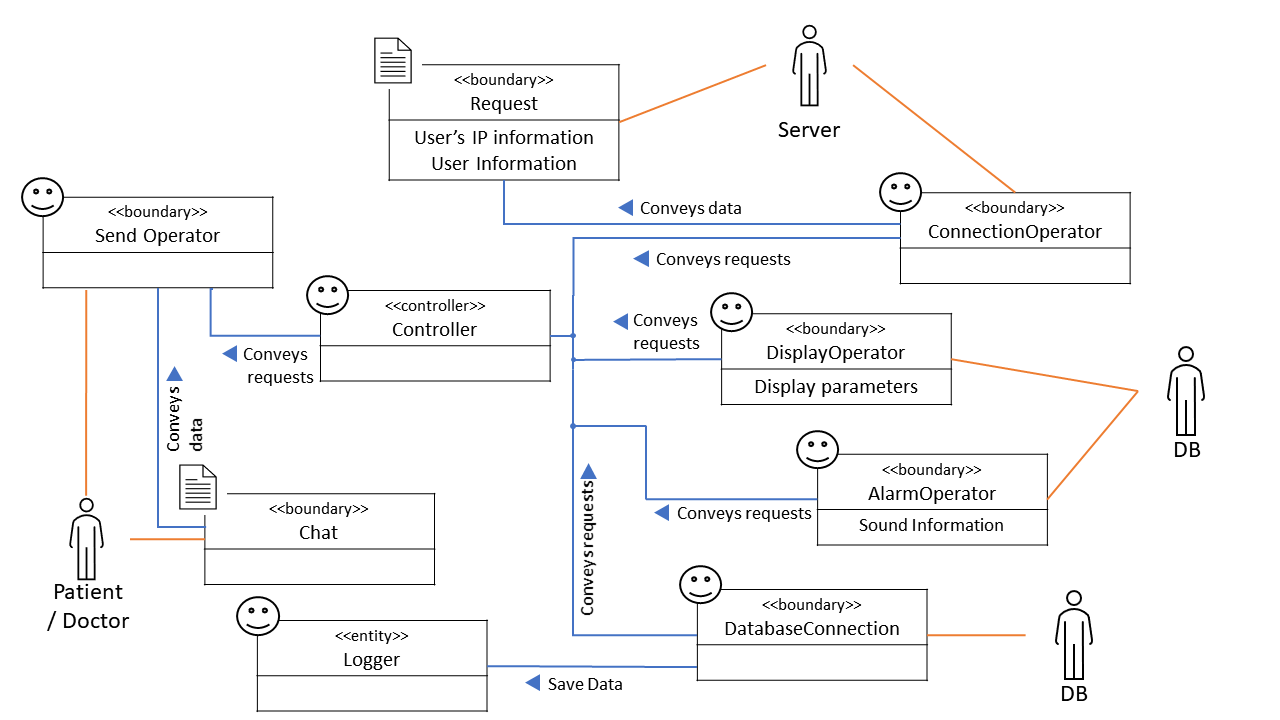 <<boundary>>
Request
User's IP information
User Information
Server
<<boundary>>
Send Operator
Conveys data
<<boundary>>
ConnectionOperator
Conveys requests
<<controller>>
Controller
Conveys
requests
Conveys
requests
<<boundary>>
DisplayOperator
Display parameters
DB
Conveys
data
<<boundary>>
AlarmOperator
Sound Information
Conveys requests
<<boundary>>
Chat
Conveys requests
Patient
/ Doctor
<<boundary>>
DatabaseConnection
DB
<<entity>>
Logger
Save Data